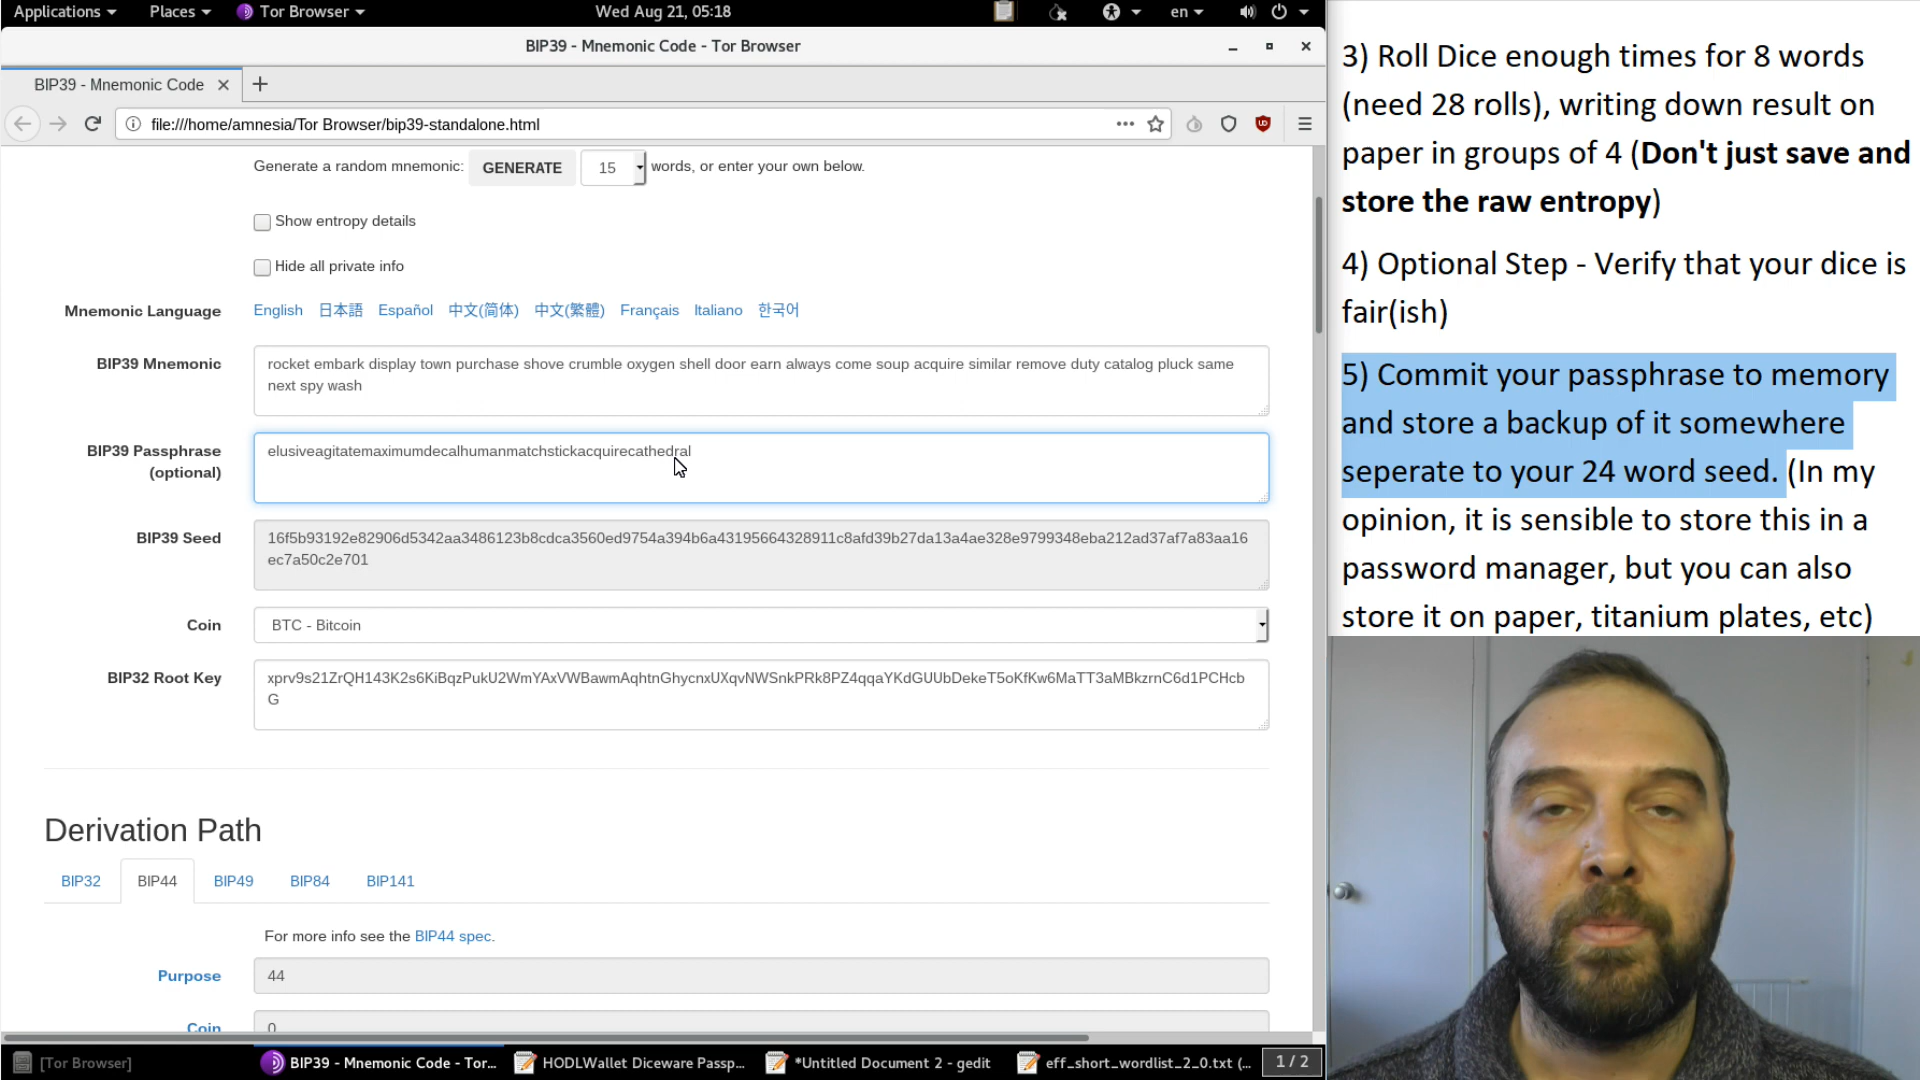 Applications Places Tor Browser Wed Aug 21, 05:18 en
BIP39 - Mnemonic Code - Tor Browser
BIP39 - Mnemonic Code
file:///home/amnesia/Tor Browser/bip39-standalone.html
Generate a random mnemonic: GENERATE 15 words, or enter your own below.
Show entropy details
Hide all private info
Mnemonic Language English 日本語 Español 中文(简体) 中文(繁體) Français Italiano 한국어
BIP39 Mnemonic rocket embark display town purchase shove crumble oxygen shell door earn always come soup acquire similar remove duty catalog pluck same
next spy wash
BIP39 Passphrase elusiveagitatemaximumdecalhumanmatchstickacquirecathedral
(optional)
BIP39 Seed 16f5b93192e82906d5342aa3486123b8cdca3560ed9754a394b6a43195664328911c8afd39b27da13a4ae328e9799348eba212ad37af7a83aa16
ec7a50c2e701
Coin BTC - Bitcoin
BIP32 Root Key xprv9s21ZrQH143K2s6KiBqzPukU2WmYAxVWBawmAqhtnGhycnxUXqvNWSnkPRk8PZ4qqaYKdGUUbDekeT5oKfKw6MaTT3aMBkzrnC6d1PCHcb
G
Derivation Path
BIP32 BIP44 BIP49 BIP84 BIP141
For more info see the BIP44 spec.
Purpose 44
Coin 0
[Tor Browser] BIP39 - Mnemonic Code - Tor... HODLWallet Diceware Passp... *Untitled Document 2 - gedit eff_short_wordlist_2_0.txt (... 1 / 2
3) Roll Dice enough times for 8 words
(need 28 rolls), writing down result on
paper in groups of 4 (Don't just save and
store the raw entropy)
4) Optional Step - Verify that your dice is
fair(ish)
5) Commit your passphrase to memory
and store a backup of it somewhere
seperate to your 24 word seed. (In my
opinion, it is sensible to store this in a
password manager, but you can also
store it on paper, titanium plates, etc)